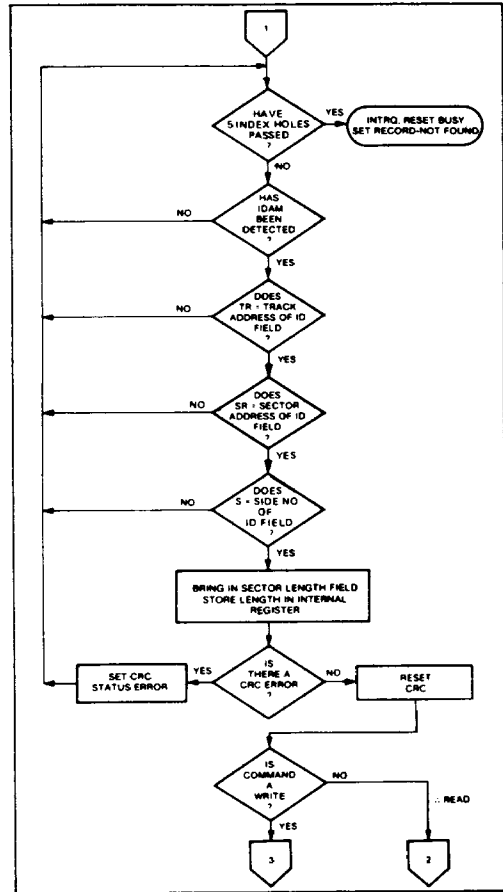 1
HAVE
5 INDEX HOLES
PASSED
?
YES
INTRQ. RESET BUSY
SET RECORD-NOT FOUND
NO
HAS
IDAM
BEEN
DETECTED
?
NO
YES
DOES
TR = TRACK
ADDRESS OF ID
FIELD
?
NO
YES
DOES
SR = SECTOR
ADDRESS OF ID
FIELD
?
NO
YES
DOES
S = SIDE NO
OF
ID FIELD
?
NO
YES
BRING IN SECTOR LENGTH FIELD
STORE LENGTH IN INTERNAL
REGISTER
IS
THERE A
CRC ERROR
?
YES
SET CRC
STATUS ERROR
NO
RESET
CRC
IS
COMMAND
A
WRITE
?
NO
∴ READ
YES
3
2